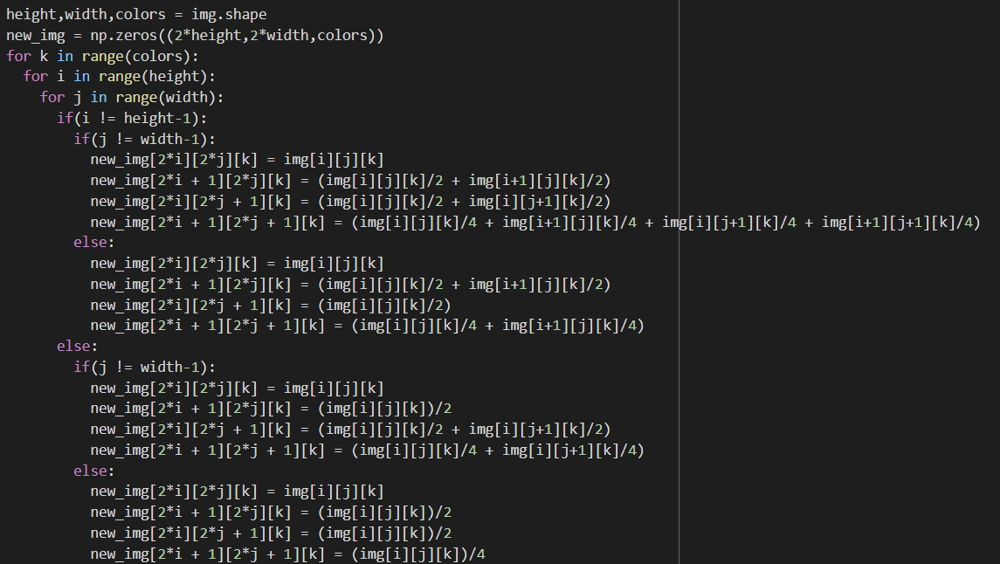 height,width,colors = img.shape
new_img = np.zeros((2*height,2*width,colors))
for k in range(colors):
  for i in range(height):
    for j in range(width):
      if(i != height-1):
        if(j != width-1):
          new_img[2*i][2*j][k] = img[i][j][k]
          new_img[2*i + 1][2*j][k] = (img[i][j][k]/2 + img[i+1][j][k]/2)
          new_img[2*i][2*j + 1][k] = (img[i][j][k]/2 + img[i][j+1][k]/2)
          new_img[2*i + 1][2*j + 1][k] = (img[i][j][k]/4 + img[i+1][j][k]/4 + img[i][j+1][k]/4 + img[i+1][j+1][k]/4)
        else:
          new_img[2*i][2*j][k] = img[i][j][k]
          new_img[2*i + 1][2*j][k] = (img[i][j][k]/2 + img[i+1][j][k]/2)
          new_img[2*i][2*j + 1][k] = (img[i][j][k]/2)
          new_img[2*i + 1][2*j + 1][k] = (img[i][j][k]/4 + img[i+1][j][k]/4)
      else:
        if(j != width-1):
          new_img[2*i][2*j][k] = img[i][j][k]
          new_img[2*i + 1][2*j][k] = (img[i][j][k])/2
          new_img[2*i][2*j + 1][k] = (img[i][j][k]/2 + img[i][j+1][k]/2)
          new_img[2*i + 1][2*j + 1][k] = (img[i][j][k]/4 + img[i][j+1][k]/4)
        else:
          new_img[2*i][2*j][k] = img[i][j][k]
          new_img[2*i + 1][2*j][k] = (img[i][j][k])/2
          new_img[2*i][2*j + 1][k] = (img[i][j][k])/2
          new_img[2*i + 1][2*j + 1][k] = (img[i][j][k])/4